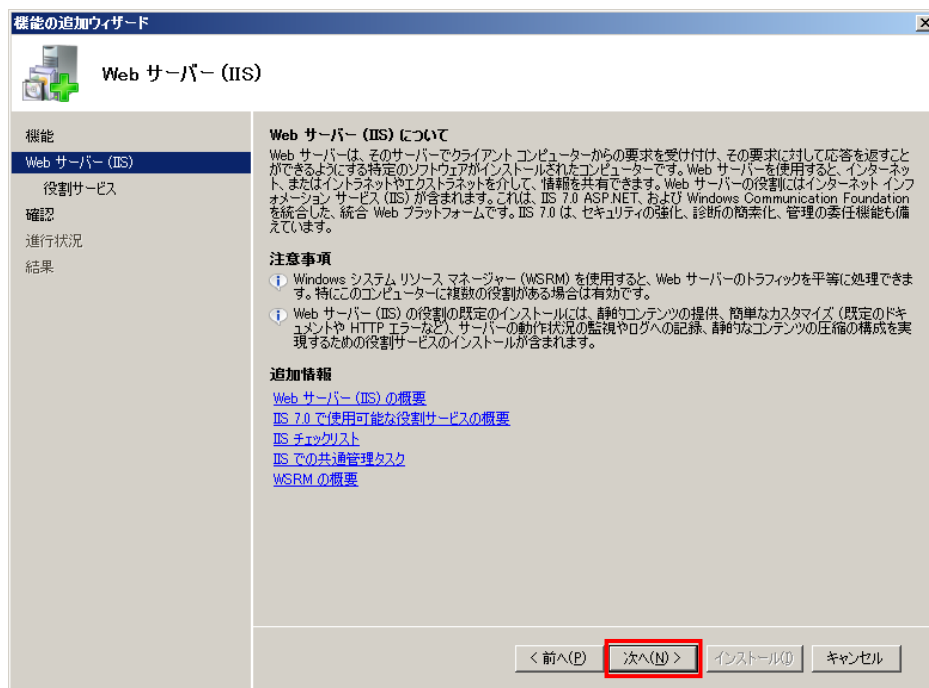 機能の追加ウィザード
Web サーバー (IIS)
機能
Web サーバー (IIS)
役割サービス
確認
進行状況
結果
Web サーバー (IIS) について
Web サーバーは、そのサーバーでクライアント コンピューターからの要求を受け付け、その要求に対して応答を返すこと
ができるようにする特定のソフトウェアがインストールされたコンピューターです。Web サーバーを使用すると、インターネッ
ト、またはイントラネットやエクストラネットを介して、情報を共有できます。Web サーバーの役割にはインターネット インフ
ォメーション サービス (IIS) が含まれます。これは、IIS 7.0 ASP.NET、および Windows Communication Foundation
を統合した、統合 Web プラットフォームです。IIS 7.0 は、セキュリティの強化、診断の簡素化、管理の委任機能も備
えています。
注意事項
Windows システム リソース マネージャー (WSRM) を使用すると、Web サーバーのトラフィックを平等に処理できま
す。特にこのコンピューターに複数の役割がある場合は有効です。
Web サーバー (IIS) の役割の既定のインストールには、静的コンテンツの提供、簡単なカスタマイズ (既定のドキ
ュメントや HTTP エラーなど)、サーバーの動作状況の監視やログへの記録、静的なコンテンツの圧縮の構成を実
現するための役割サービスのインストールが含まれます。
追加情報
Web サーバー (IIS) の概要
IIS 7.0 で使用可能な役割サービスの概要
IIS チェックリスト
IIS での共通管理タスク
WSRM の概要
< 前へ(P) 次へ(N) > インストール(I) キャンセル